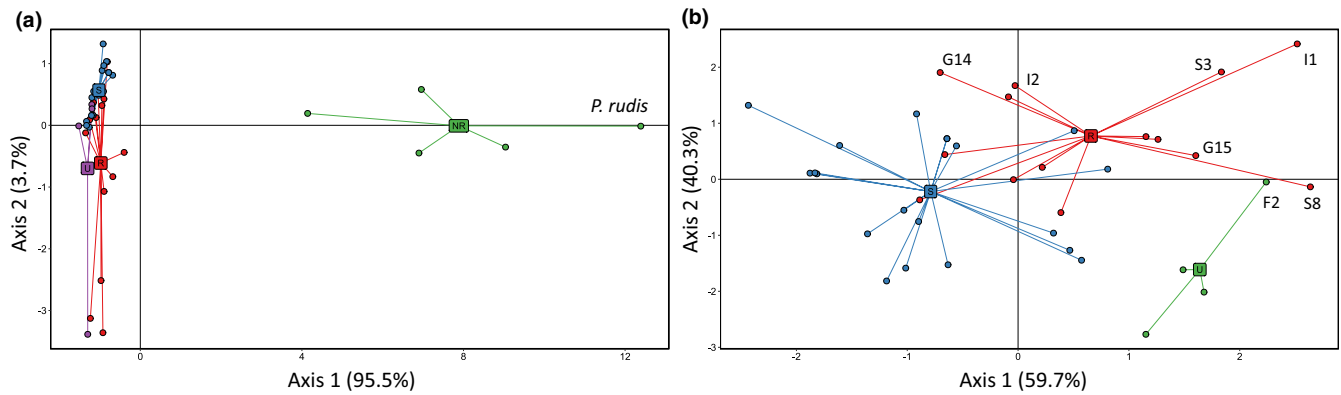 (a)
1
0
-1
-2
-3
Axis 2 (3.7%)
S
R
U
NR
P. rudis
0
4
8
12
Axis 1 (95.5%)
(b)
2
1
0
-1
-2
-3
Axis 2 (40.3%)
G14
I2
S3
I1
R
G15
S
F2
S8
U
-2
-1
0
1
2
Axis 1 (59.7%)